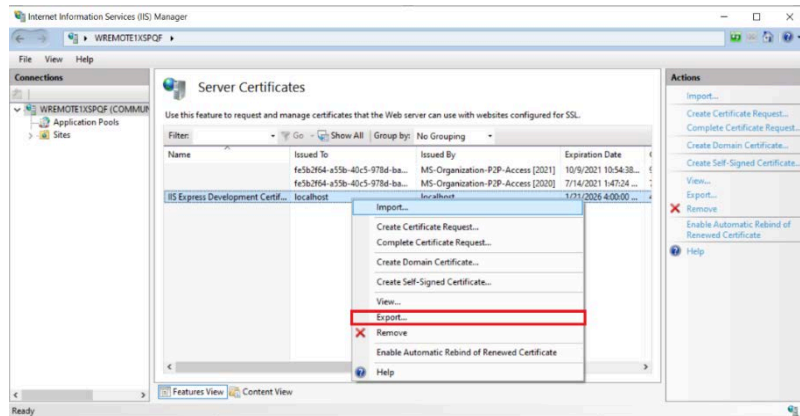 Internet Information Services (IIS) Manager
WREMOTE1XSPQF
File View Help
Connections
WREMOTE1XSPQF (COMMUN
Application Pools
Sites
Server Certificates
Use this feature to request and manage certificates that the Web server can use with websites configured for SSL.
Filter: Go Show All Group by: No Grouping
Name Issued To Issued By Expiration Date
fe5b2f64-a55b-40c5-978d-ba... MS-Organization-P2P-Access [2021] 10/9/2021 10:54:38...
fe5b2f64-a55b-40c5-978d-ba... MS-Organization-P2P-Access [2020] 7/14/2021 1:47:24 ...
IIS Express Development Certif... localhost localhost 1/21/2026 4:00:00 ...
Import...
Create Certificate Request...
Complete Certificate Request...
Create Domain Certificate...
Create Self-Signed Certificate...
View...
Export...
Remove
Enable Automatic Rebind of Renewed Certificate
Help
Features View Content View
Actions
Import...
Create Certificate Request...
Complete Certificate Request...
Create Domain Certificate...
Create Self-Signed Certificate...
View...
Export...
Remove
Enable Automatic Rebind of
Renewed Certificate
Help
Ready